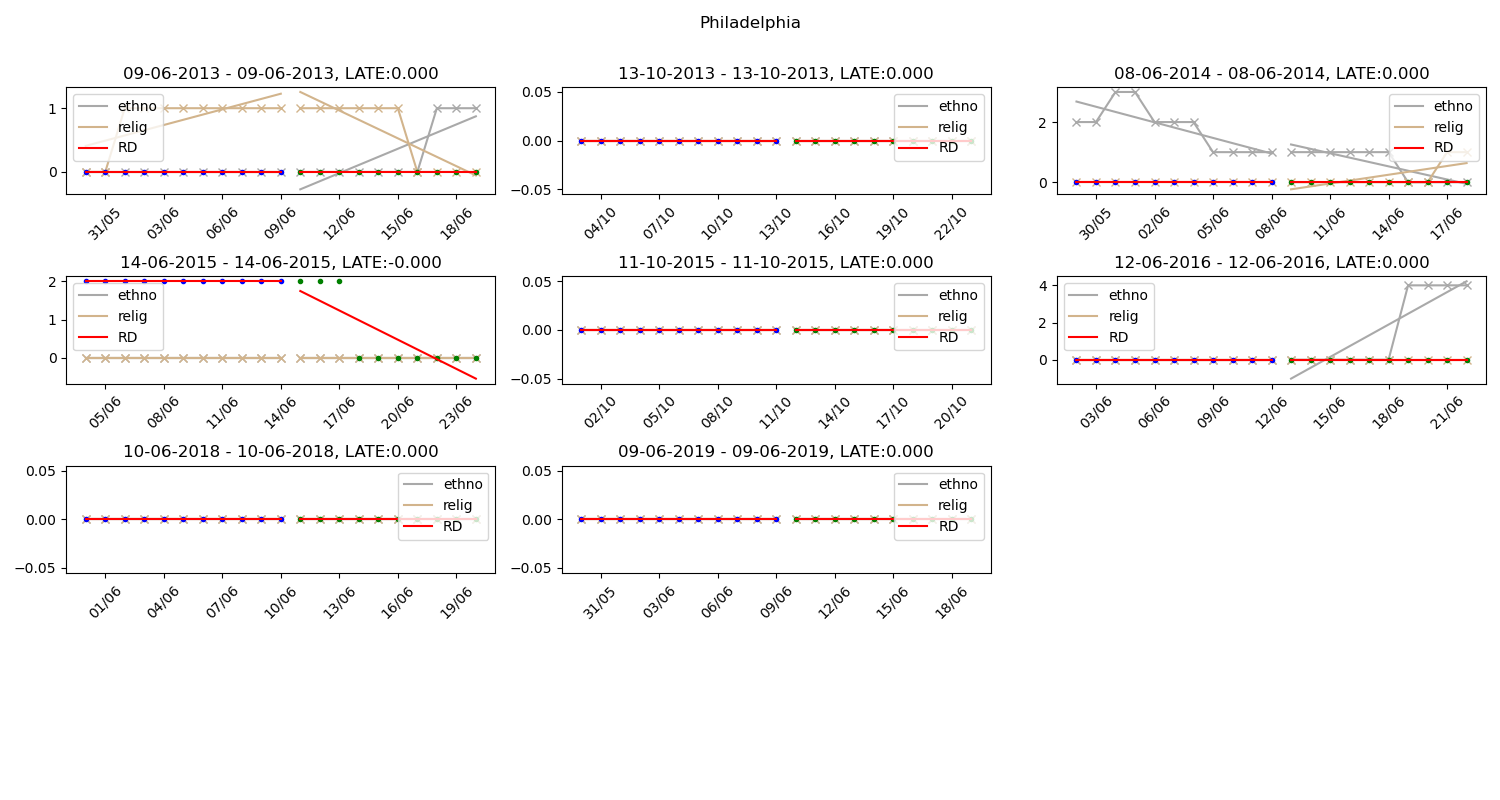 Philadelphia
09-06-2013 - 09-06-2013, LATE:0.000
1
0
ethno
relig
RD
31/05 03/06 06/06 09/06 12/06 15/06 18/06
13-10-2013 - 13-10-2013, LATE:0.000
0.05
0.00
−0.05
ethno
relig
RD
04/10 07/10 10/10 13/10 16/10 19/10 22/10
08-06-2014 - 08-06-2014, LATE:0.000
2
0
ethno
relig
RD
30/05 02/06 05/06 08/06 11/06 14/06 17/06
14-06-2015 - 14-06-2015, LATE:-0.000
2
1
0
ethno
relig
RD
05/06 08/06 11/06 14/06 17/06 20/06 23/06
11-10-2015 - 11-10-2015, LATE:0.000
0.05
0.00
−0.05
ethno
relig
RD
02/10 05/10 08/10 11/10 14/10 17/10 20/10
12-06-2016 - 12-06-2016, LATE:0.000
4
2
0
ethno
relig
RD
03/06 06/06 09/06 12/06 15/06 18/06 21/06
10-06-2018 - 10-06-2018, LATE:0.000
0.05
0.00
−0.05
ethno
relig
RD
01/06 04/06 07/06 10/06 13/06 16/06 19/06
09-06-2019 - 09-06-2019, LATE:0.000
0.05
0.00
−0.05
ethno
relig
RD
31/05 03/06 06/06 09/06 12/06 15/06 18/06